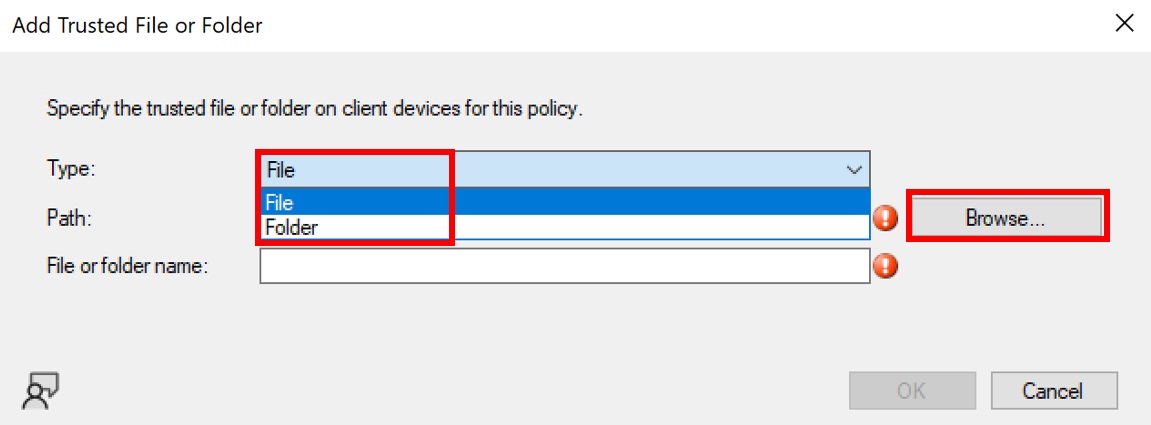 Add Trusted File or Folder
Specify the trusted file or folder on client devices for this policy.
Type:
File
File
Path:
Browse...
Folder
File or folder name:
OK
Cancel